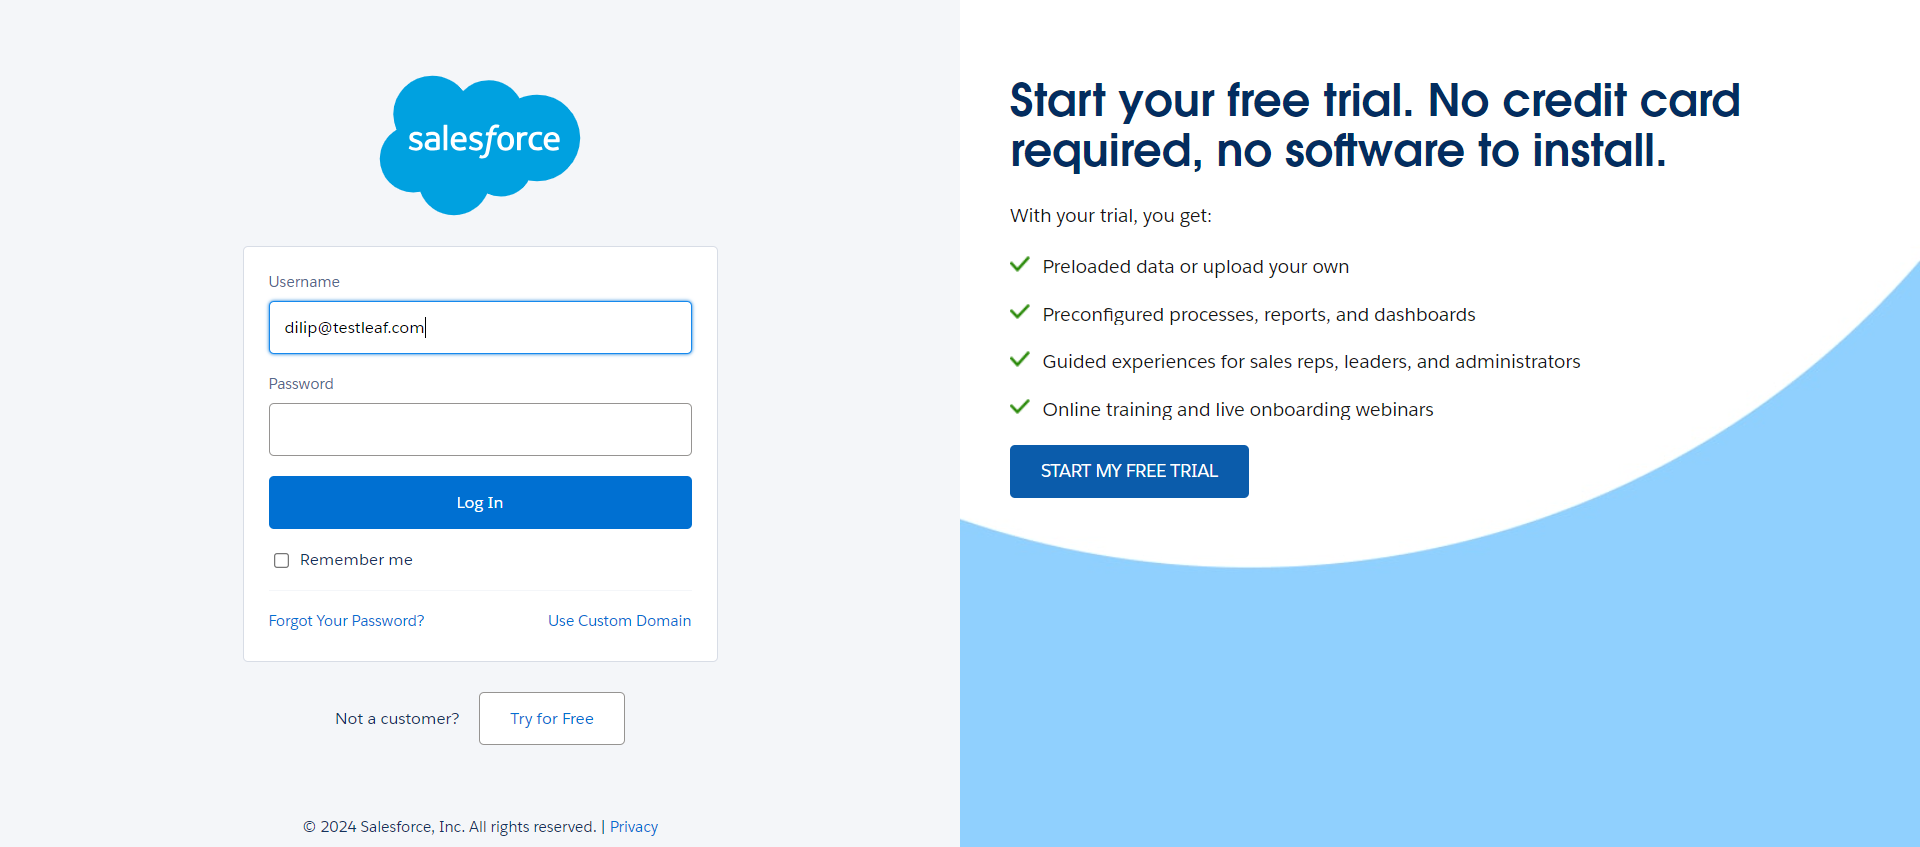 salesforce
Username
dilip@testleaf.com
Password
Log In
Remember me
Forgot Your Password?
Use Custom Domain
Not a customer?
Try for Free
© 2024 Salesforce, Inc. All rights reserved. | Privacy
Start your free trial. No credit card
required, no software to install.
With your trial, you get:
Preloaded data or upload your own
Preconfigured processes, reports, and dashboards
Guided experiences for sales reps, leaders, and administrators
Online training and live onboarding webinars
START MY FREE TRIAL